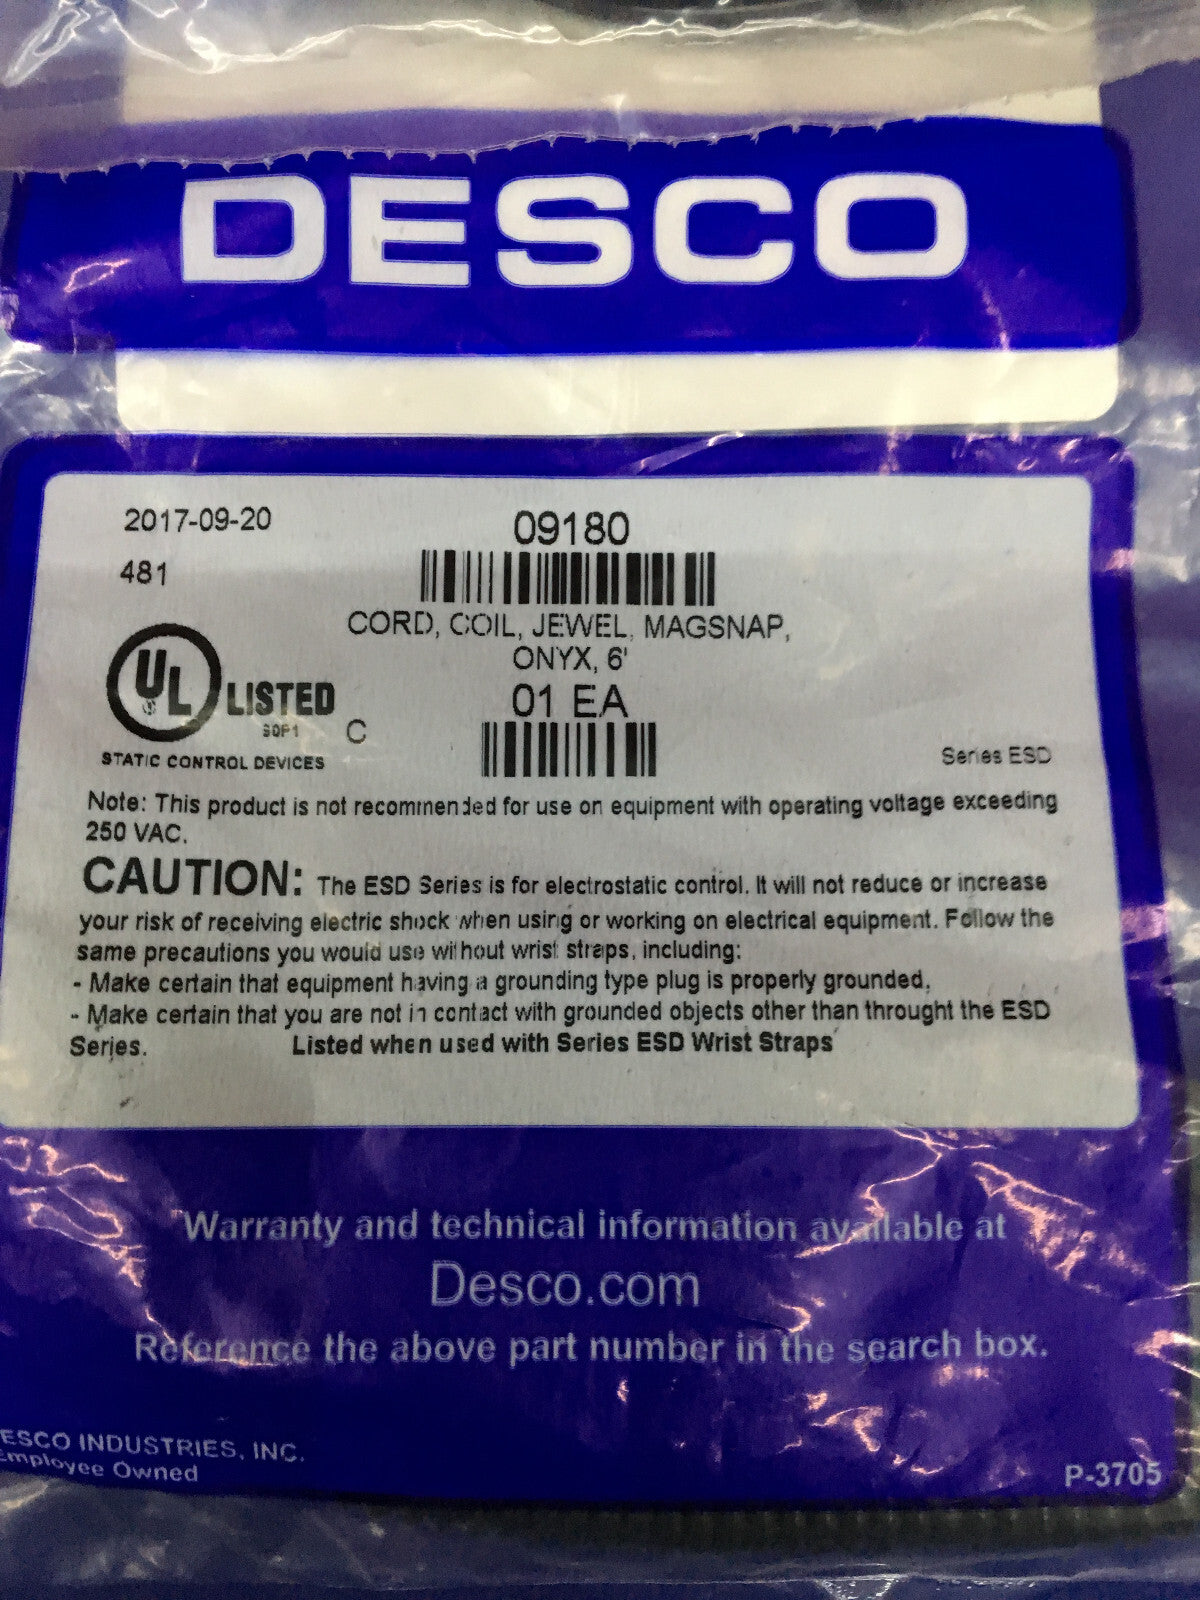 DESCO
2017-09-20
09180
481
CORD, COIL, JEWEL, MAGSNAP,
ONYX, 6'
01 EA
UL
LISTED
C
STATIC CONTROL DEVICES
Series ESD
Note: This product is not recommended for use on equipment with operating voltage exceeding
250 VAC.
CAUTION: The ESD Series is for electrostatic control. It will not reduce or increase
your risk of receiving electric shock when using or working on electrical equipment. Follow the
same precautions you would use without wrist straps, including:
- Make certain that equipment having a grounding type plug is properly grounded.
- Make certain that you are not in contact with grounded objects other than throught the ESD
Series. Listed when used with Series ESD Wrist Straps
Warranty and technical information available at
Desco.com
Reference the above part number in the search box.
ESCO INDUSTRIES, INC.
Employee Owned
P-3705